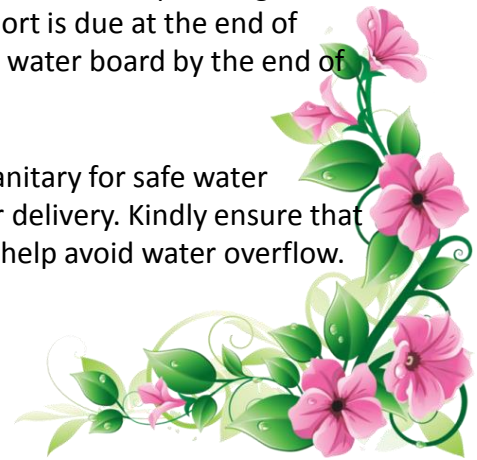 ort is due at the end of
water board by the end of
anitary for safe water
r delivery. Kindly ensure that
help avoid water overflow.